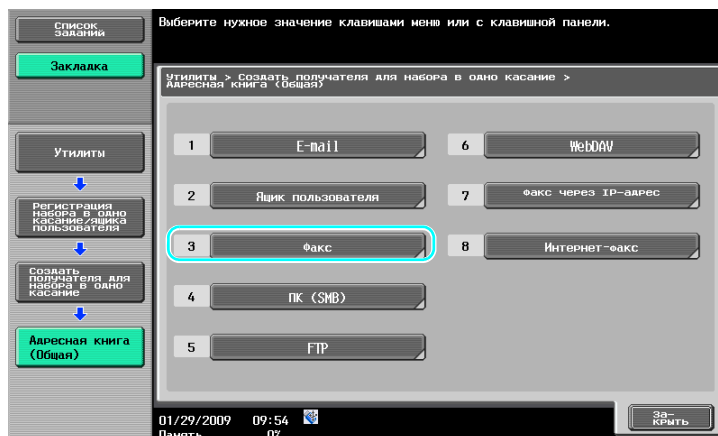 Список
заданий
Выберите нужное значение клавишами меню или с клавишной панели.
Закладка
Утилиты > Создать получателя для набора в одно касание >
Адресная книга (Общая)
1 E-mail
6 WebDAV
Утилиты
2 Ящик пользователя
7 Факс через IP-адрес
Регистрация
набора в одно
касание/ящика
пользователя
3 Факс
8 Интернет-факс
Создать
получателя для
набора в одно
касание
4 ПК (SMB)
Адресная книга
(Общая)
5 FTP
01/29/2009 09:54
Память 0%
За-
крыть